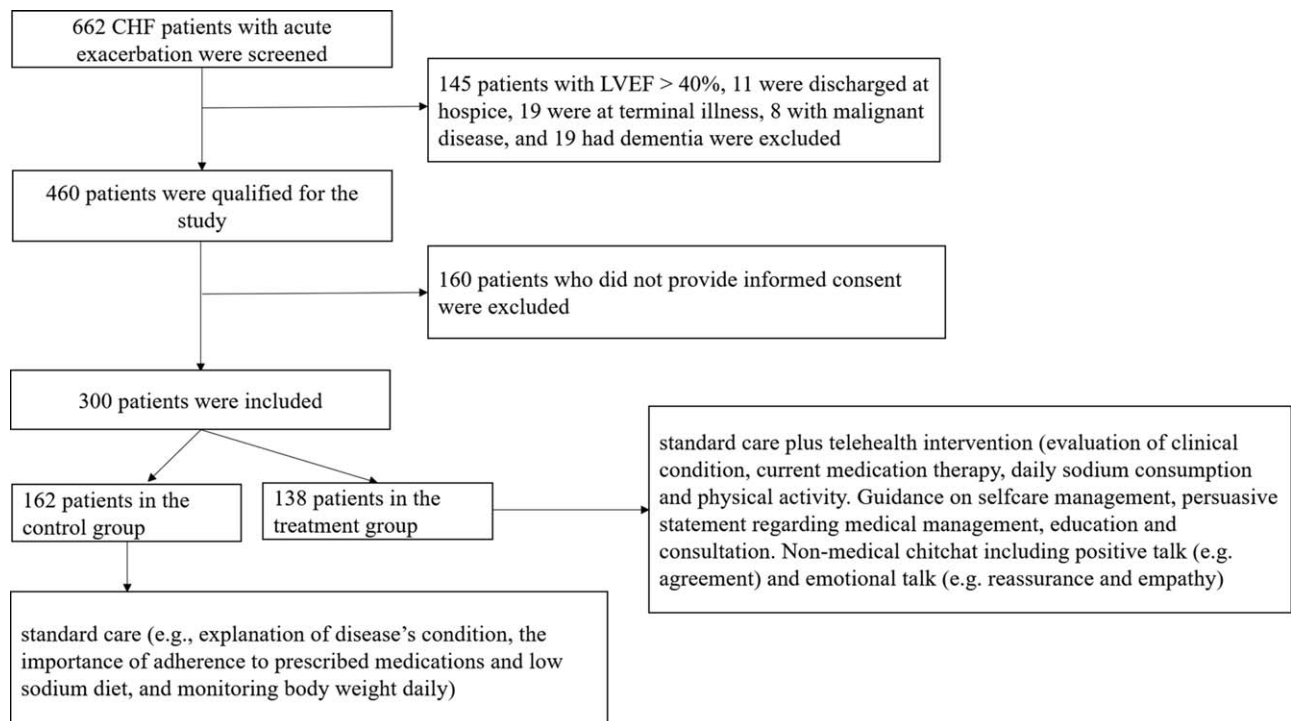 662 CHF patients with acute
exacerbation were screened
145 patients with LVEF > 40%, 11 were discharged at
hospice, 19 were at terminal illness, 8 with malignant
disease, and 19 had dementia were excluded
460 patients were qualified for the
study
160 patients who did not provide informed consent
were excluded
300 patients were included
162 patients in the
control group
138 patients in the
treatment group
standard care plus telehealth intervention (evaluation of clinical
condition, current medication therapy, daily sodium consumption
and physical activity. Guidance on selfcare management, persuasive
statement regarding medical management, education and
consultation. Non-medical chitchat including positive talk (e.g.
agreement) and emotional talk (e.g. reassurance and empathy)
standard care (e.g., explanation of disease’s condition, the
importance of adherence to prescribed medications and low
sodium diet, and monitoring body weight daily)